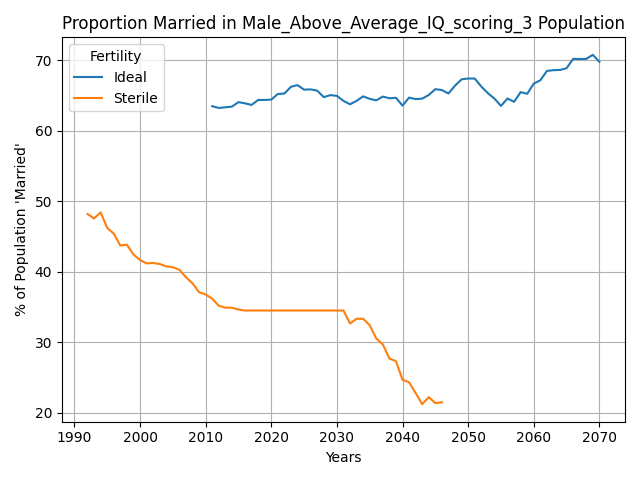 Proportion Married in Male_Above_Average_IQ_scoring_3 Population
Fertility
Ideal
Sterile
% of Population 'Married'
70
60
50
40
30
20
1990 2000 2010 2020 2030 2040 2050 2060 2070
Years